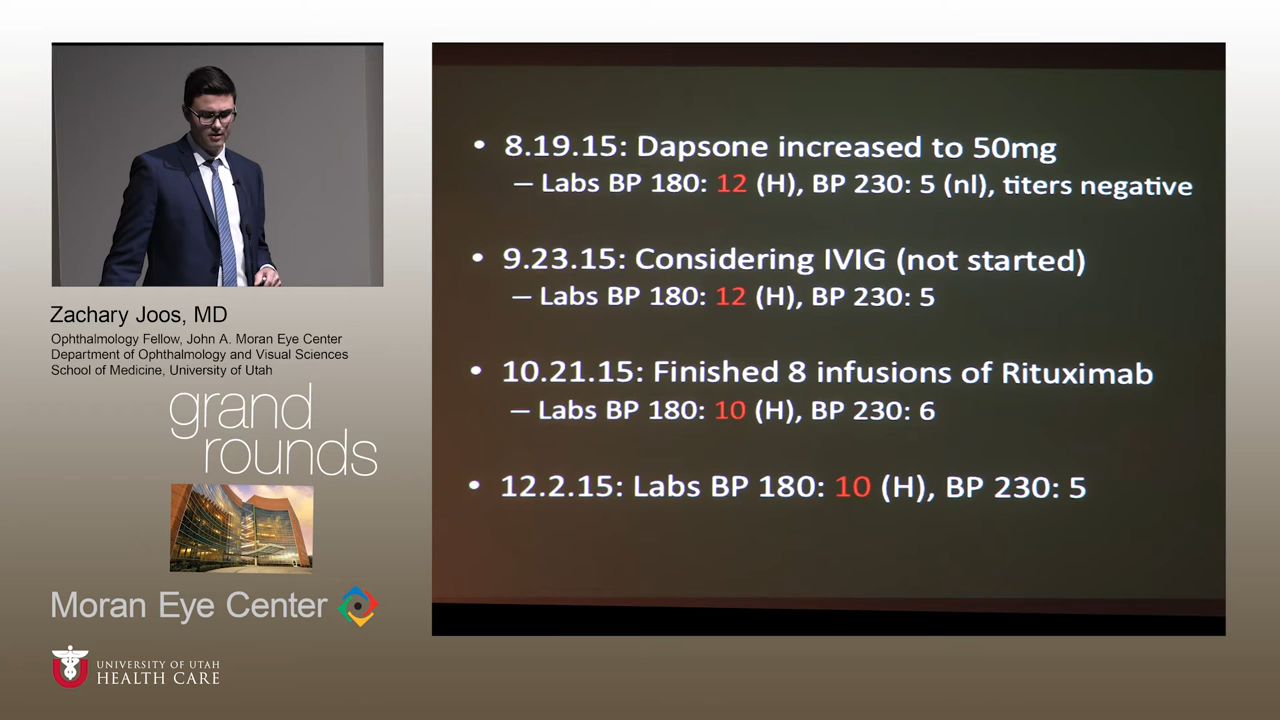 Zachary Joos, MD
Ophthalmology Fellow, John A. Moran Eye Center
Department of Ophthalmology and Visual Sciences
School of Medicine, University of Utah
grand
rounds
Moran Eye Center
UNIVERSITY OF UTAH
HEALTH CARE
• 8.19.15: Dapsone increased to 50mg
– Labs BP 180: 12 (H), BP 230: 5 (nl), titers negative
• 9.23.15: Considering IVIG (not started)
– Labs BP 180: 12 (H), BP 230: 5
• 10.21.15: Finished 8 infusions of Rituximab
– Labs BP 180: 10 (H), BP 230: 6
• 12.2.15: Labs BP 180: 10 (H), BP 230: 5